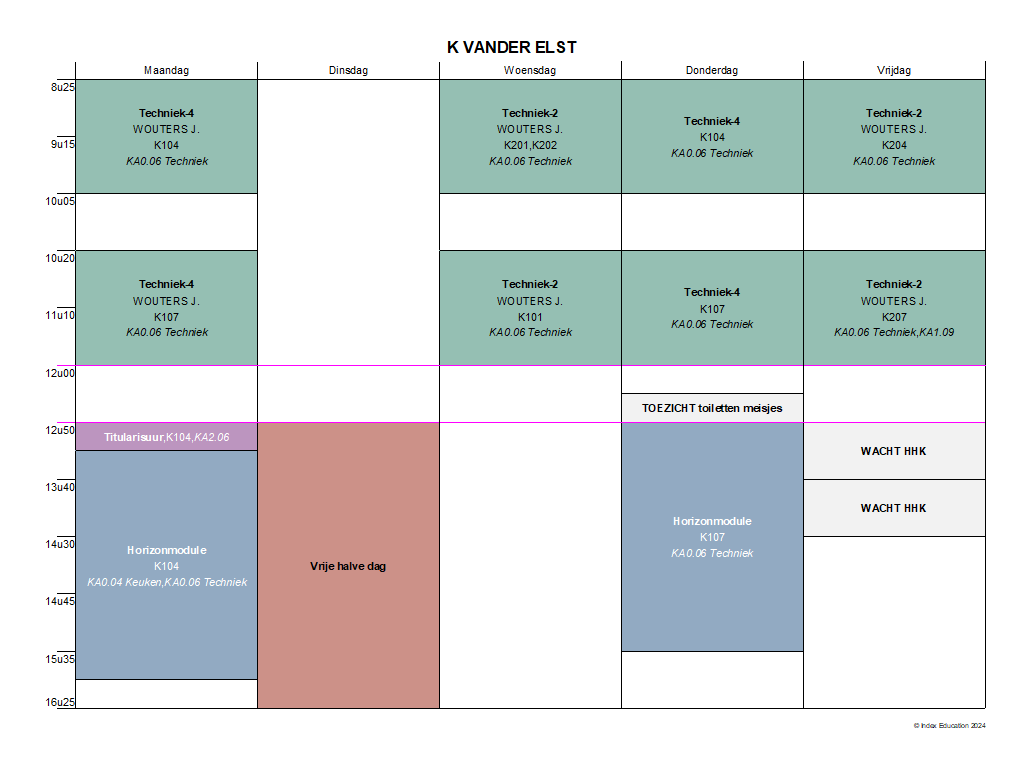 K VANDER ELST
Maandag
Dinsdag
Woensdag
Donderdag
Vrijdag
8u25
9u15
10u05
10u20
11u10
12u00
12u50
13u40
14u30
14u45
15u35
16u25
Techniek-4
WOUTERS J.
K104
KA0.06 Techniek
Techniek-4
WOUTERS J.
K107
KA0.06 Techniek
Titularisuur,K104,KA2.06
Horizonmodule
K104
KA0.04 Keuken,KA0.06 Techniek
Vrije halve dag
Techniek-2
WOUTERS J.
K201,K202
KA0.06 Techniek
Techniek-2
WOUTERS J.
K101
KA0.06 Techniek
Techniek-4
K104
KA0.06 Techniek
Techniek-4
K107
KA0.06 Techniek
TOEZICHT toiletten meisjes
Horizonmodule
K107
KA0.06 Techniek
Techniek-2
WOUTERS J.
K204
KA0.06 Techniek
Techniek-2
WOUTERS J.
K207
KA0.06 Techniek,KA1.09
WACHT HHK
WACHT HHK
© Index Education 2024